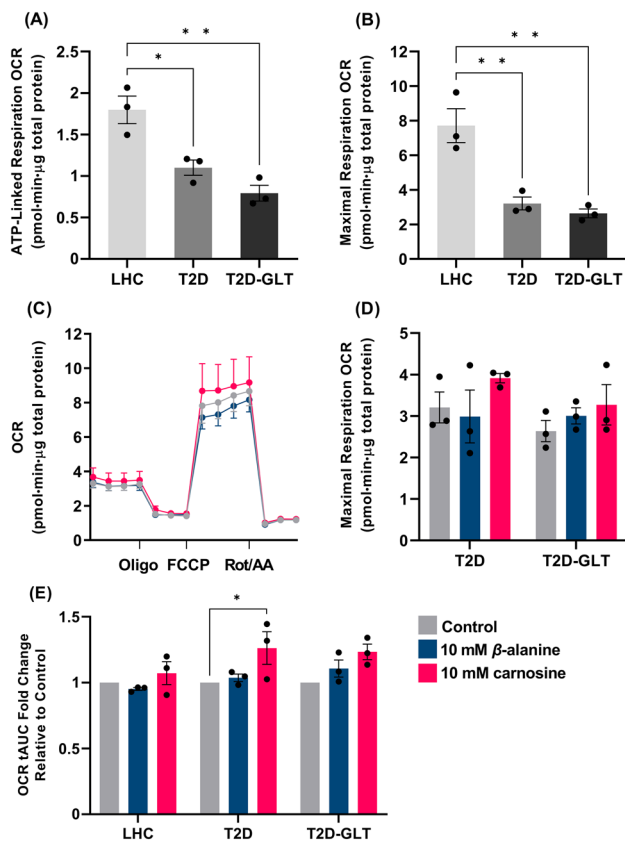 (A)
ATP-Linked Respiration OCR
(pmol-min-µg total protein)
2.5
2
1.5
1
0.5
0
* *
*
LHC T2D T2D-GLT
(B)
Maximal Respiration OCR
(pmol-min-µg total protein)
12
10
8
6
4
2
0
* *
* *
LHC T2D T2D-GLT
(C)
OCR
(pmol-min-µg total protein)
12
10
8
6
4
2
0
Oligo FCCP Rot/AA
(D)
Maximal Respiration OCR
(pmol-min-µg total protein)
5
4
3
2
1
0
T2D T2D-GLT
(E)
OCR tAUC Fold Change
Relative to Control
1.5
1
0.5
0
*
LHC T2D T2D-GLT
Control
10 mM β-alanine
10 mM carnosine